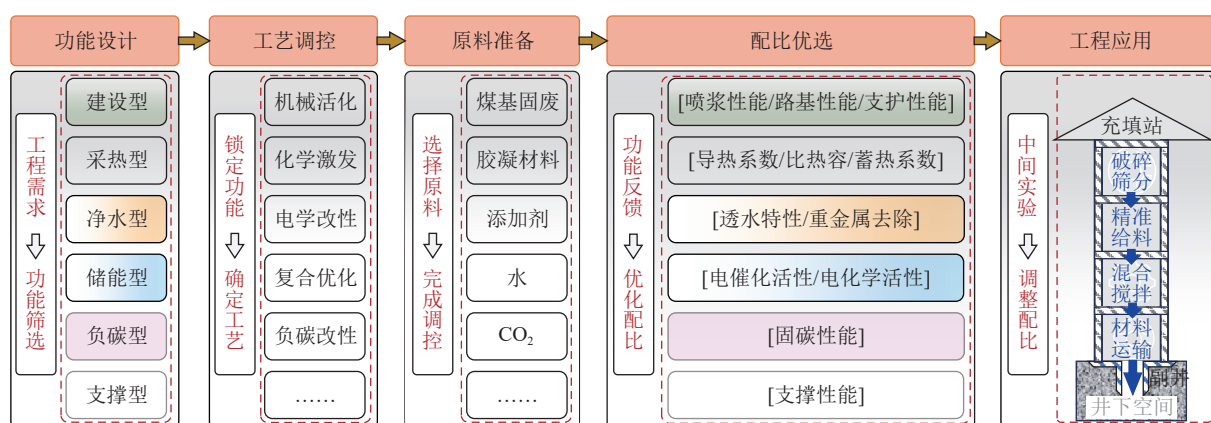 功能设计
工艺调控
原料准备
配比优选
工程应用
工程需求
功能筛选
建设型
采热型
净水型
储能型
负碳型
支撑型
锁定功能
确定工艺
机械活化
化学激发
电学改性
复合优化
负碳改性
……
选择原料
完成调控
煤基固废
胶凝材料
添加剂
水
CO₂
……
功能反馈
优化配比
[喷浆性能/路基性能/支护性能]
[导热系数/比热容/蓄热系数]
[透水特性/重金属去除]
[电催化活性/电化学活性]
[固碳性能]
[支撑性能]
中间实验
调整配比
充填站
破碎
筛分
精准
给料
混合
搅拌
材料
运输
副井
井下空间